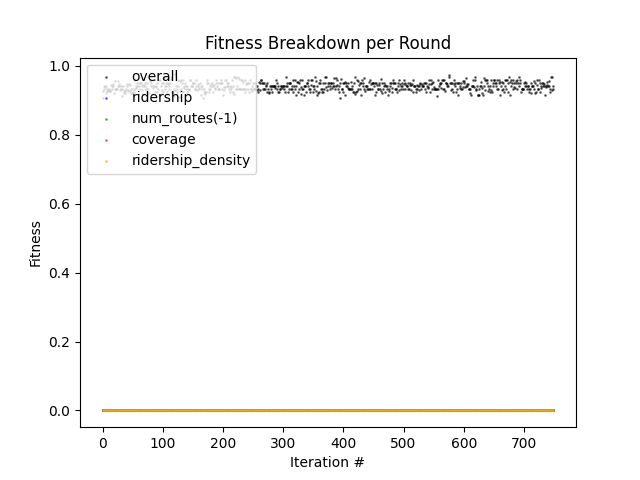 Fitness Breakdown per Round
overall
ridership
num_routes(-1)
coverage
ridership_density
1.0
0.8
0.6
0.4
0.2
0.0
Fitness
0 100 200 300 400 500 600 700
Iteration #